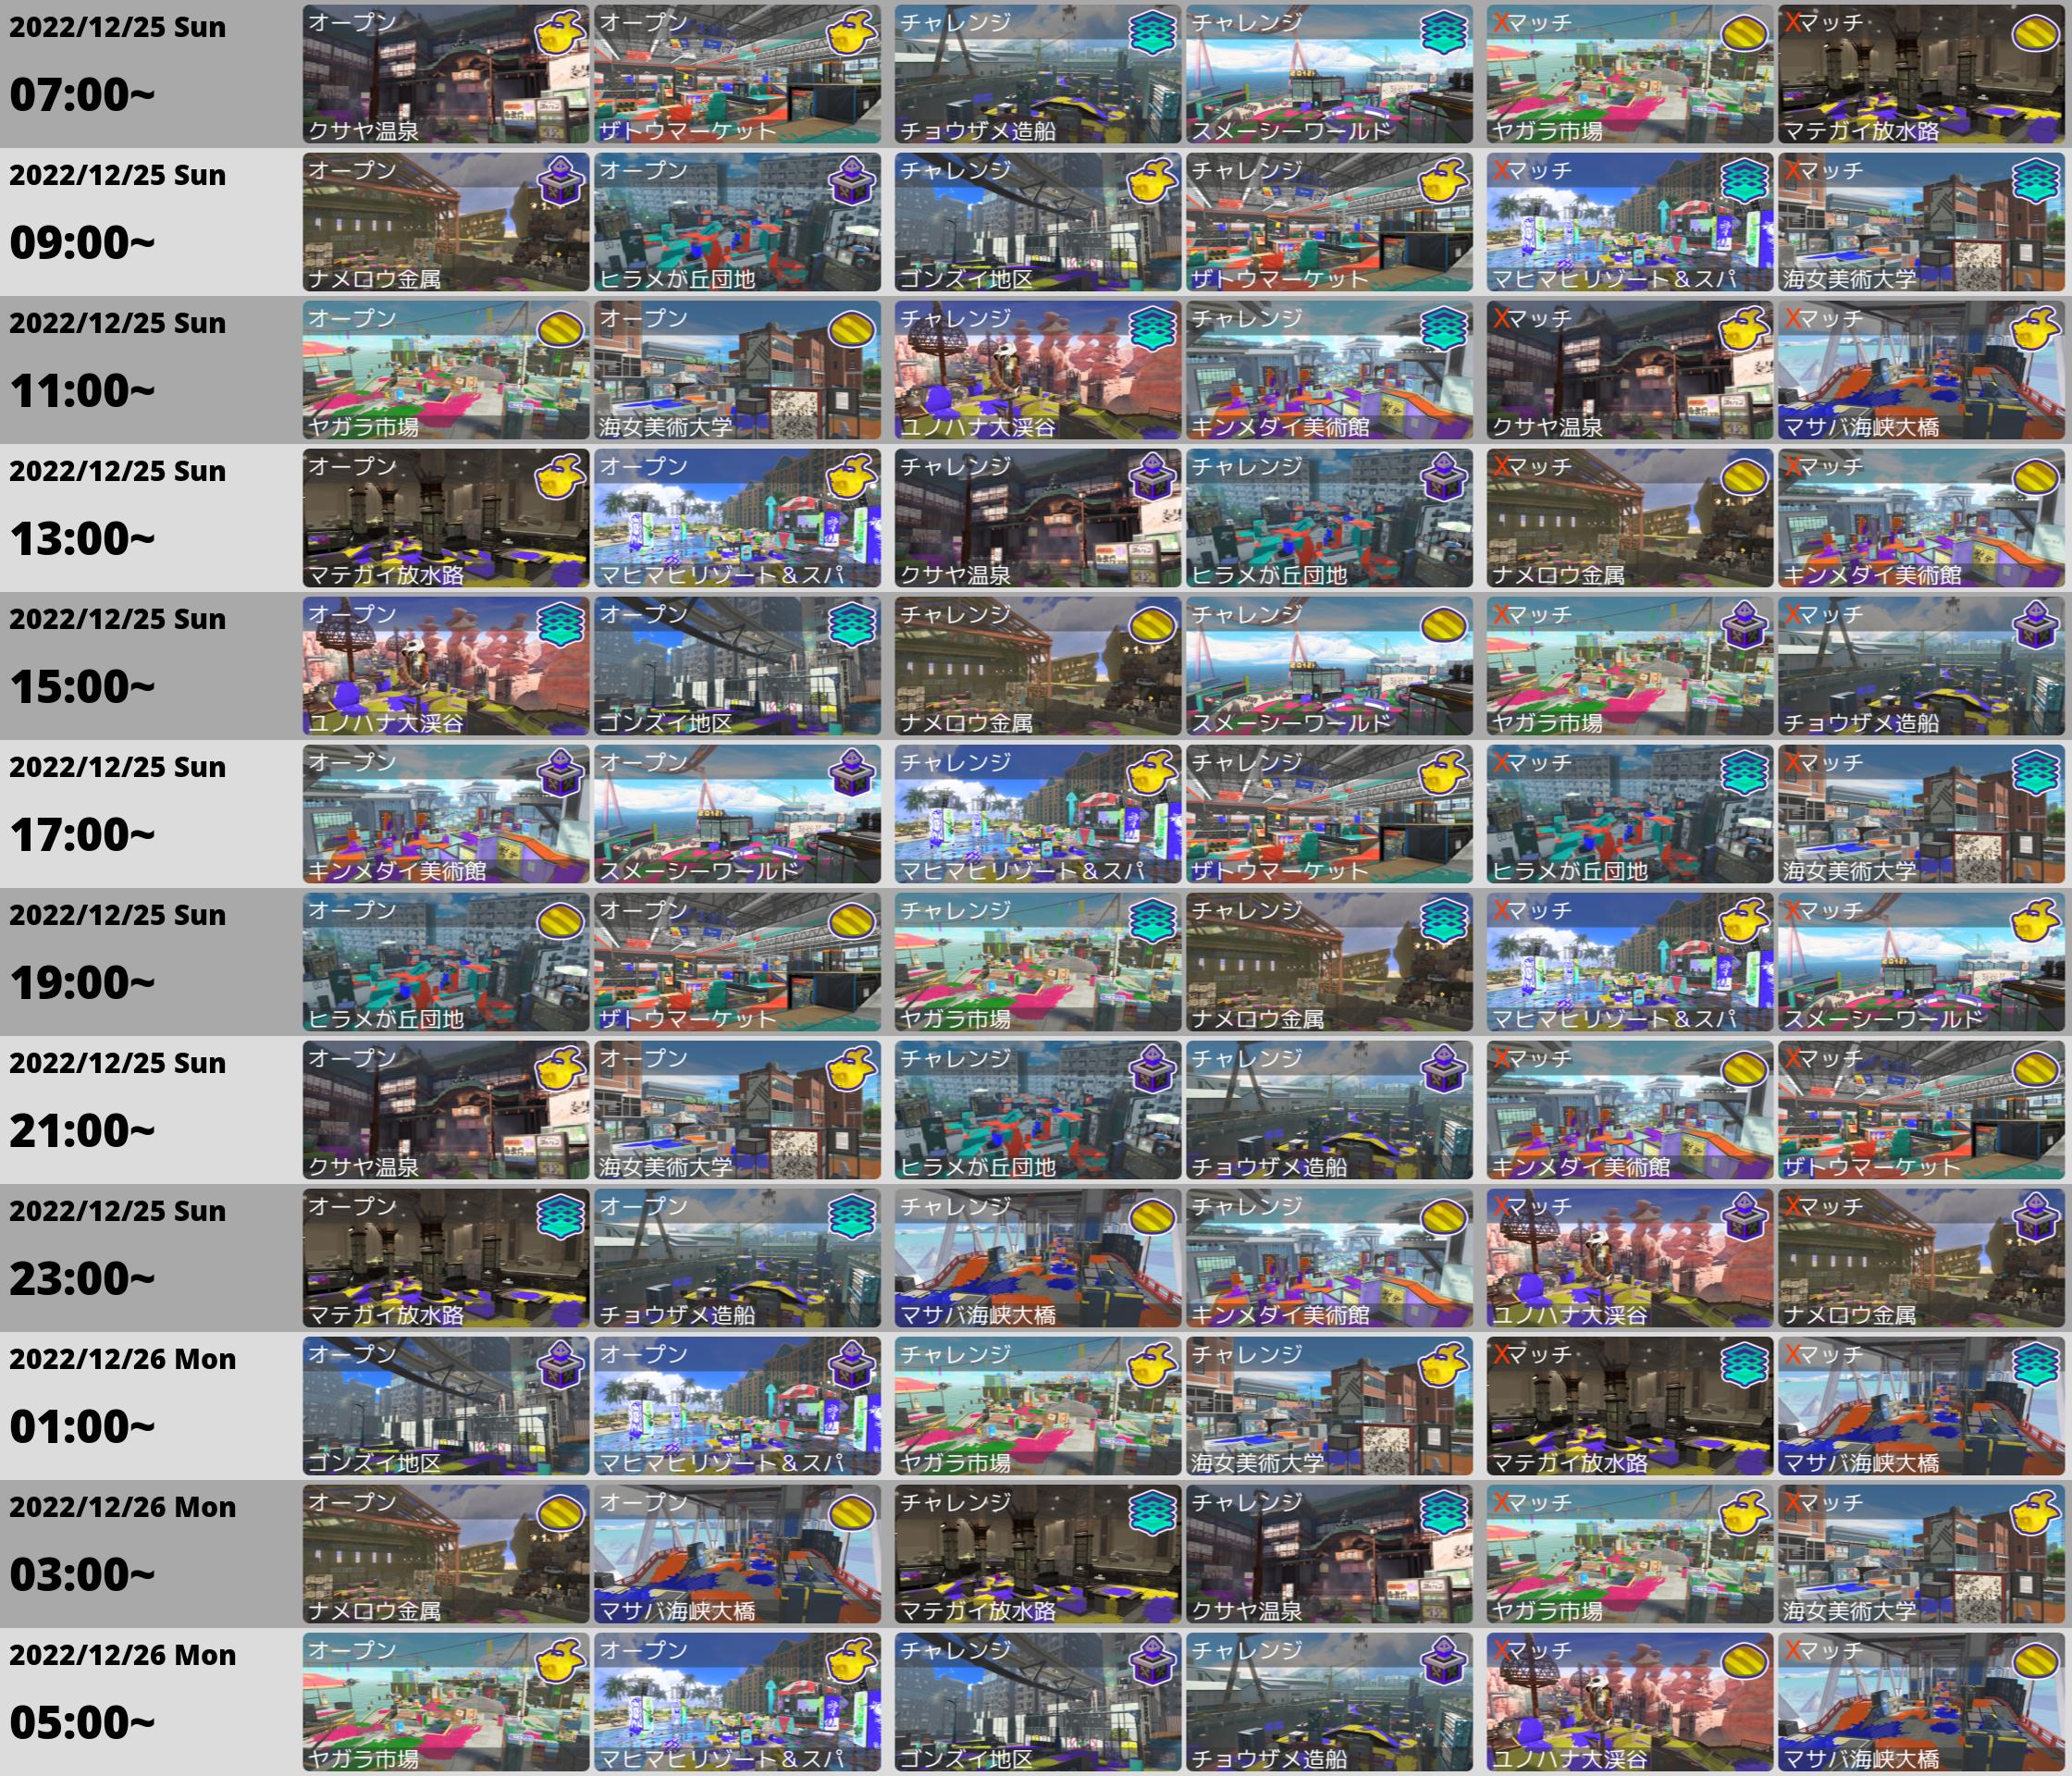 2022/12/25 Sun
07:00~
オープン オープン チャレンジ チャレンジ Xマッチ Xマッチ
クサヤ温泉 ザトウマーケット チョウザメ造船 スメーシーワールド ヤガラ市場 マテガイ放水路
2022/12/25 Sun
09:00~
オープン オープン チャレンジ チャレンジ Xマッチ Xマッチ
ナメロウ金属 ヒラメが丘団地 ゴンズイ地区 ザトウマーケット マヒマヒリゾート&スパ 海女美術大学
2022/12/25 Sun
11:00~
オープン オープン チャレンジ チャレンジ Xマッチ Xマッチ
ヤガラ市場 海女美術大学 ユノハナ大渓谷 キンメダイ美術館 クサヤ温泉 マサバ海峡大橋
2022/12/25 Sun
13:00~
オープン オープン チャレンジ チャレンジ Xマッチ Xマッチ
マテガイ放水路 マヒマヒリゾート&スパ クサヤ温泉 ヒラメが丘団地 ナメロウ金属 キンメダイ美術館
2022/12/25 Sun
15:00~
オープン オープン チャレンジ チャレンジ Xマッチ Xマッチ
ユノハナ大渓谷 ゴンズイ地区 ナメロウ金属 スメーシーワールド ヤガラ市場 チョウザメ造船
2022/12/25 Sun
17:00~
オープン オープン チャレンジ チャレンジ Xマッチ Xマッチ
キンメダイ美術館 スメーシーワールド マヒマヒリゾート&スパ ザトウマーケット ヒラメが丘団地 海女美術大学
2022/12/25 Sun
19:00~
オープン オープン チャレンジ チャレンジ Xマッチ Xマッチ
ヒラメが丘団地 ザトウマーケット ヤガラ市場 ナメロウ金属 マヒマヒリゾート&スパ スメーシーワールド
2022/12/25 Sun
21:00~
オープン オープン チャレンジ チャレンジ Xマッチ Xマッチ
クサヤ温泉 海女美術大学 ヒラメが丘団地 チョウザメ造船 キンメダイ美術館 ザトウマーケット
2022/12/25 Sun
23:00~
オープン オープン チャレンジ チャレンジ Xマッチ Xマッチ
マテガイ放水路 チョウザメ造船 マサバ海峡大橋 キンメダイ美術館 ユノハナ大渓谷 ナメロウ金属
2022/12/26 Mon
01:00~
オープン オープン チャレンジ チャレンジ Xマッチ Xマッチ
ゴンズイ地区 マヒマヒリゾート&スパ ヤガラ市場 海女美術大学 マテガイ放水路 マサバ海峡大橋
2022/12/26 Mon
03:00~
オープン オープン チャレンジ チャレンジ Xマッチ Xマッチ
ナメロウ金属 マサバ海峡大橋 マテガイ放水路 クサヤ温泉 ヤガラ市場 海女美術大学
2022/12/26 Mon
05:00~
オープン オープン チャレンジ チャレンジ Xマッチ Xマッチ
ヤガラ市場 マヒマヒリゾート&スパ ゴンズイ地区 チョウザメ造船 ユノハナ大渓谷 マサバ海峡大橋